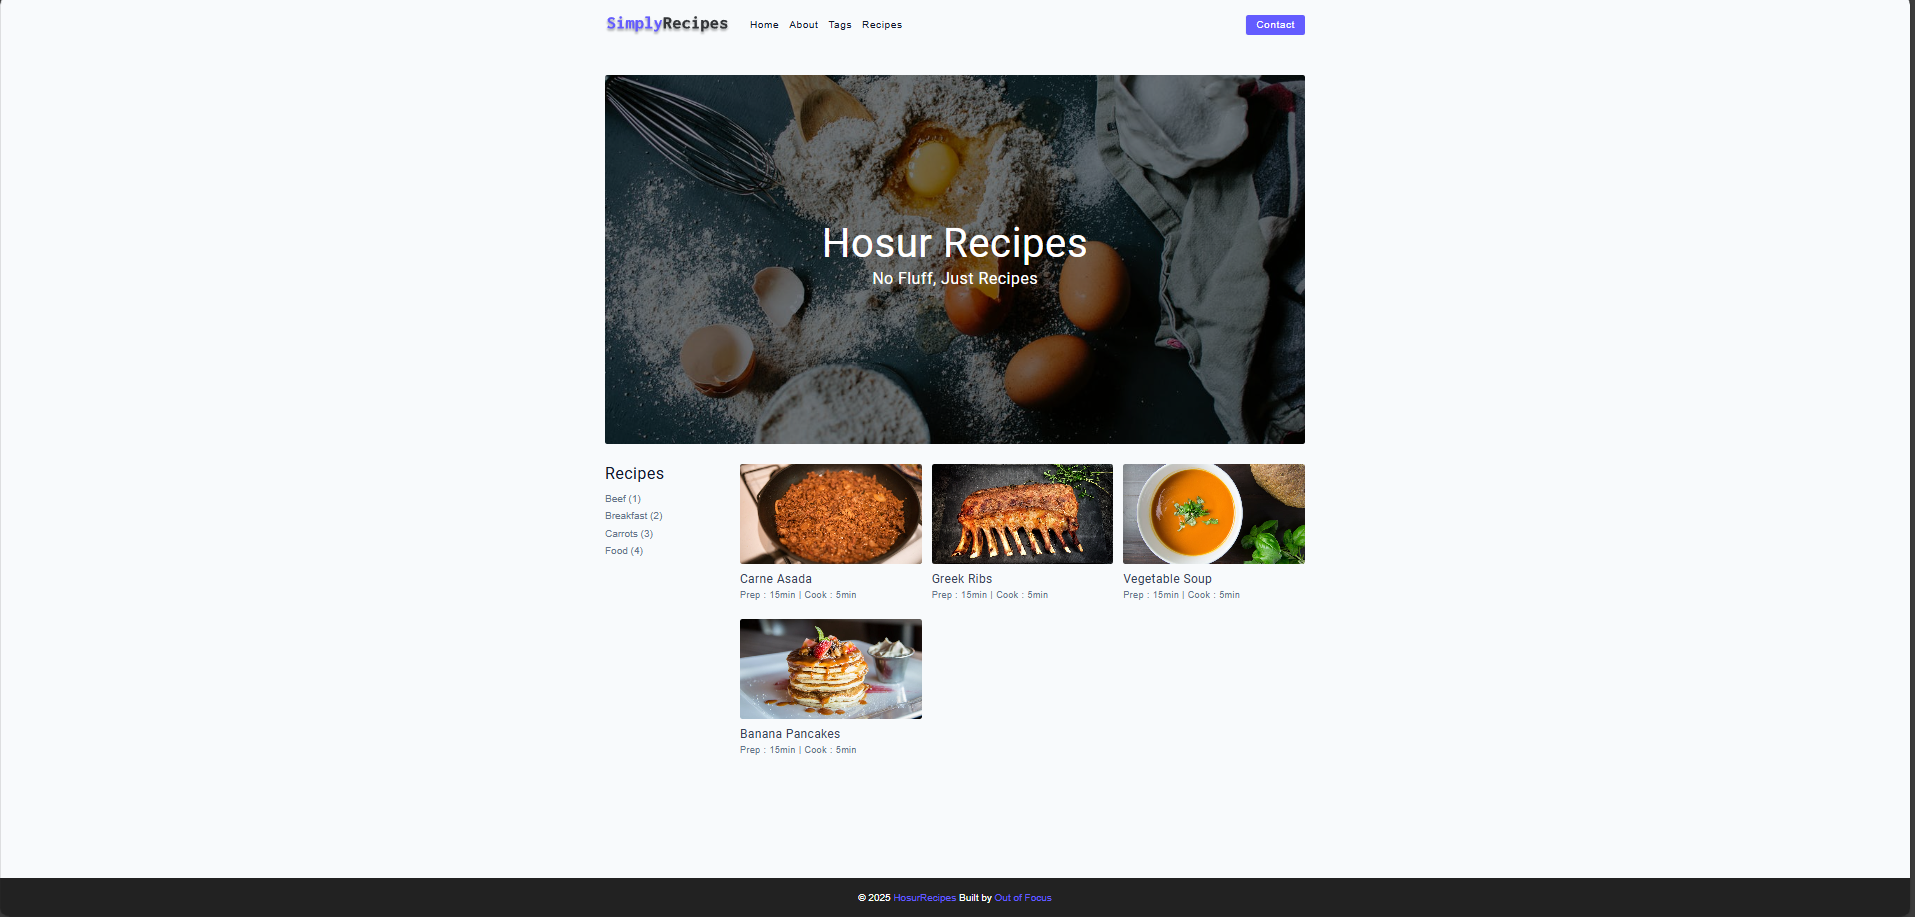 SimplyRecipes Home About Tags Recipes Contact
Hosur Recipes
No Fluff, Just Recipes
Recipes
Beef (1)
Breakfast (2)
Carrots (3)
Food (4)
Carne Asada
Prep : 15min | Cook : 5min
Greek Ribs
Prep : 15min | Cook : 5min
Vegetable Soup
Prep : 15min | Cook : 5min
Banana Pancakes
Prep : 15min | Cook : 5min
© 2025 HosurRecipes Built by Out of Focus